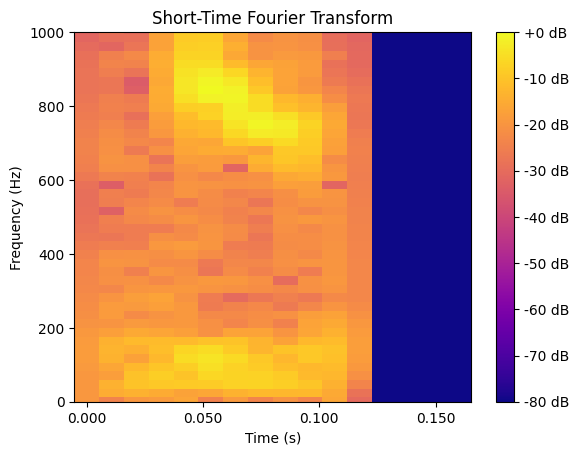 Short-Time Fourier Transform
1000
800
600
400
200
0
Frequency (Hz)
0.000
0.050
0.100
0.150
Time (s)
+0 dB
-10 dB
-20 dB
-30 dB
-40 dB
-50 dB
-60 dB
-70 dB
-80 dB